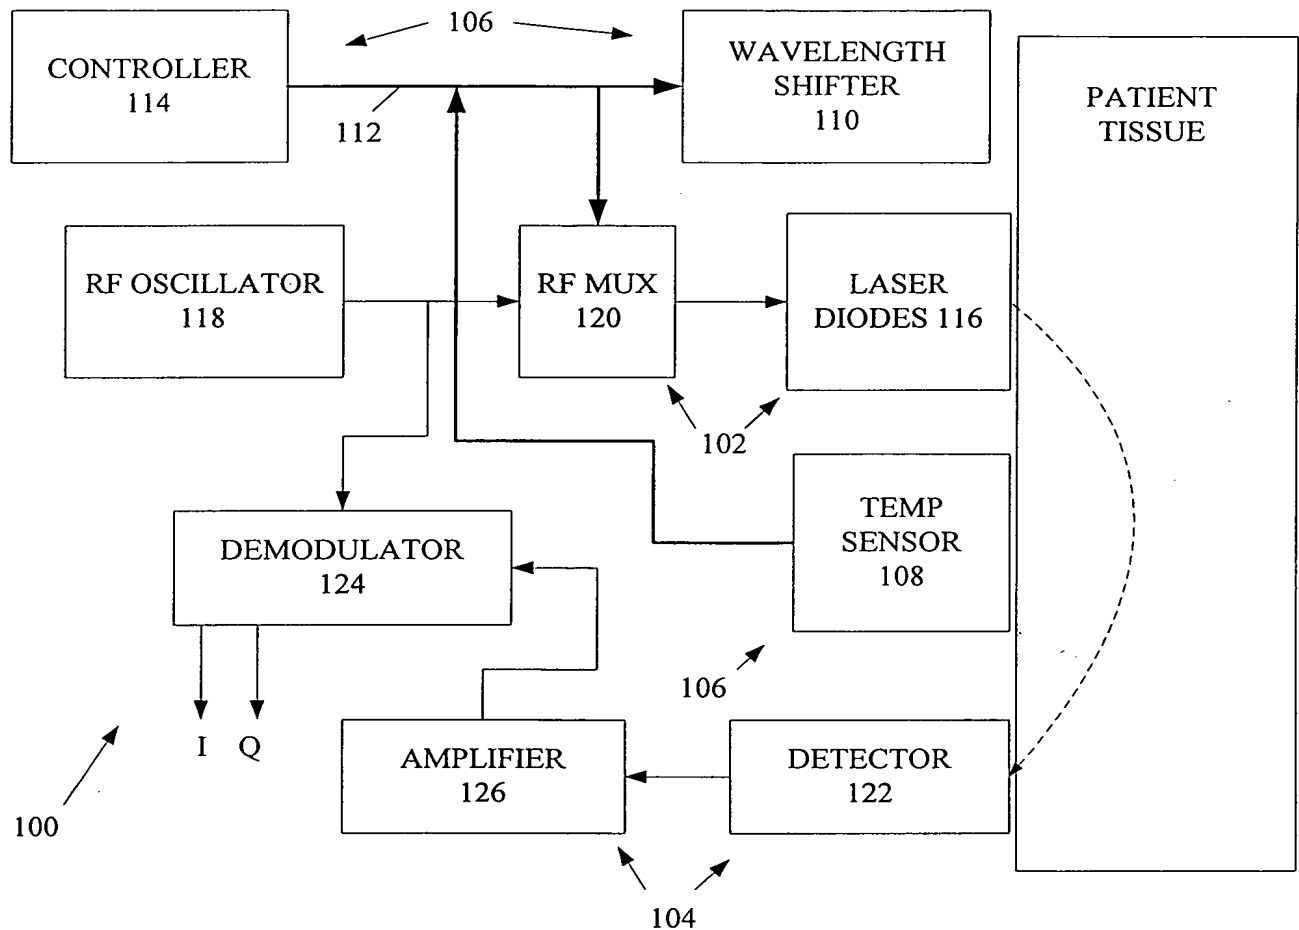 106
CONTROLLER
114
WAVELENGTH
SHIFTER
110
PATIENT
TISSUE
112
RF OSCILLATOR
118
RF MUX
120
LASER
DIODES 116
102
TEMP
SENSOR
108
DEMODULATOR
124
106
I Q
AMPLIFIER
126
DETECTOR
122
100
104